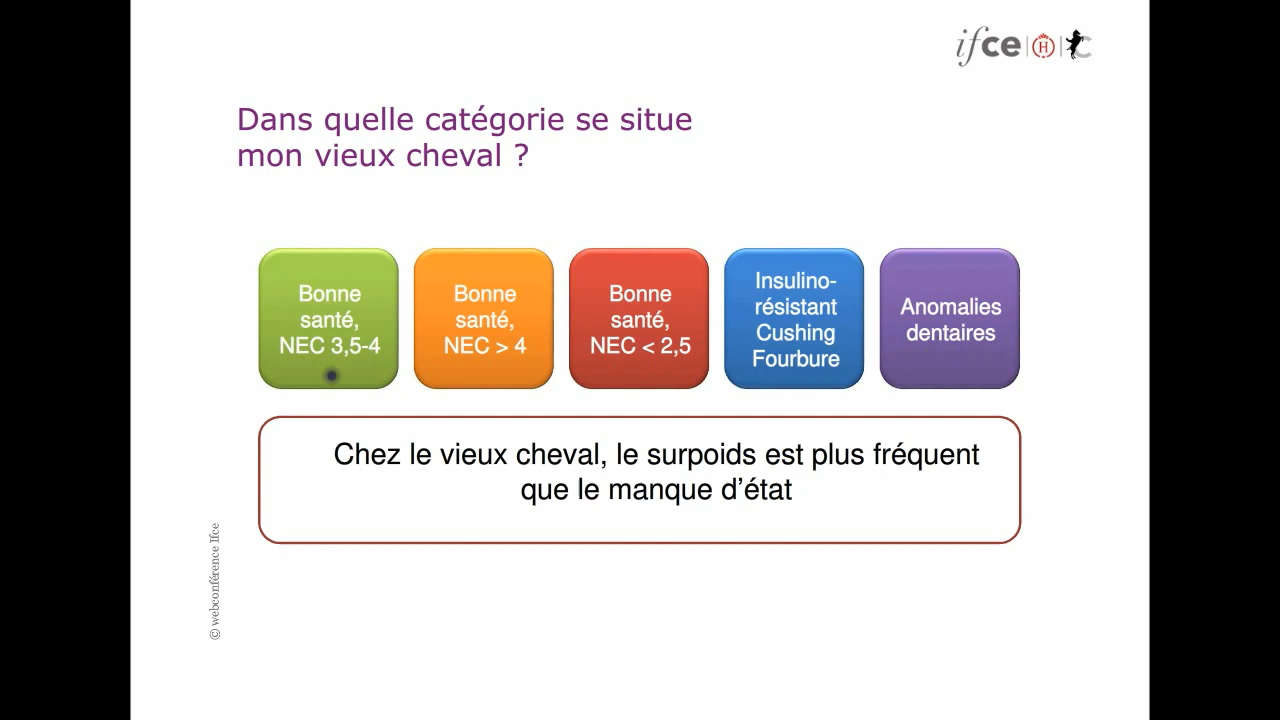 ifce
Dans quelle catégorie se situe
mon vieux cheval ?
Bonne
santé,
NEC 3,5-4
Bonne
santé,
NEC > 4
Bonne
santé,
NEC < 2,5
Insulino-
résistant
Cushing
Fourbure
Anomalies
dentaires
Chez le vieux cheval, le surpoids est plus fréquent
que le manque d’état
© webconférence Ifce